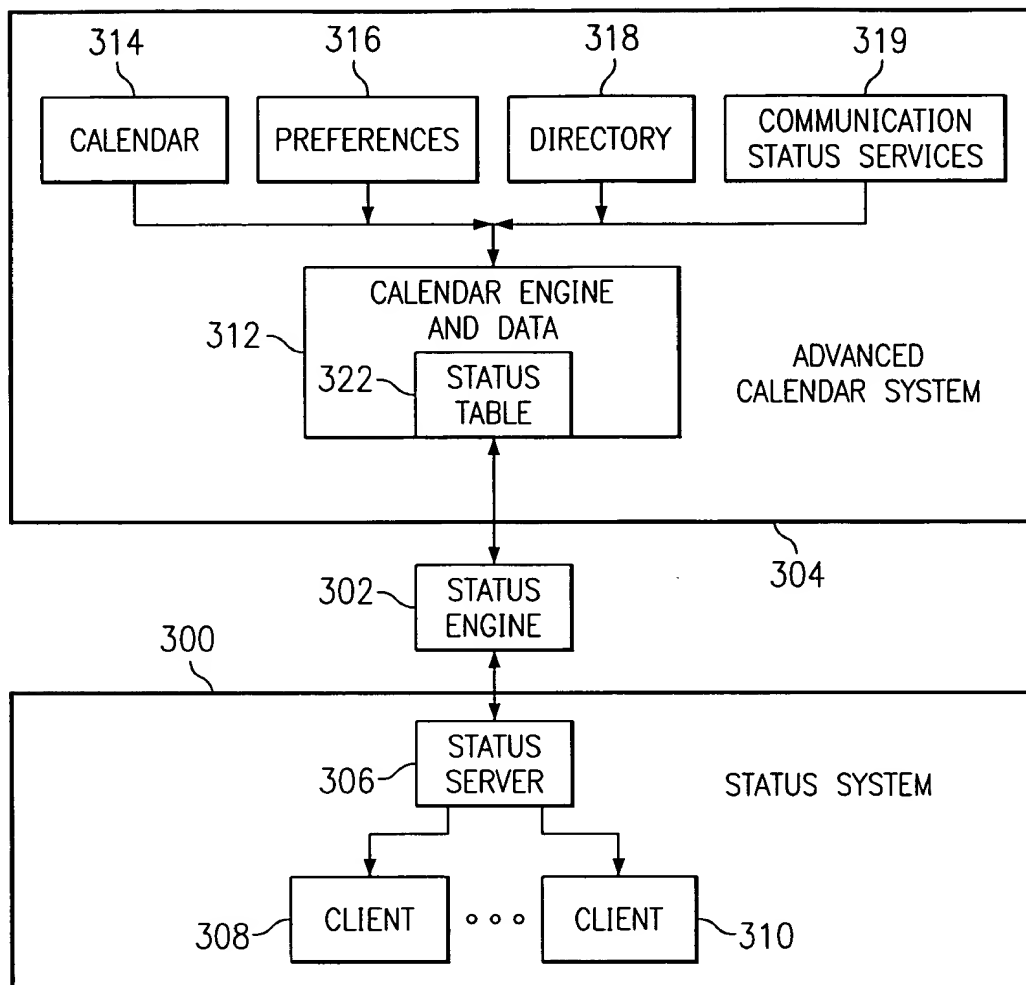 314
316
318
319
CALENDAR
PREFERENCES
DIRECTORY
COMMUNICATION
STATUS SERVICES
CALENDAR ENGINE
AND DATA
312
322
STATUS
TABLE
ADVANCED
CALENDAR SYSTEM
304
302
STATUS
ENGINE
300
STATUS
SERVER
306
STATUS SYSTEM
308
CLIENT
CLIENT
310